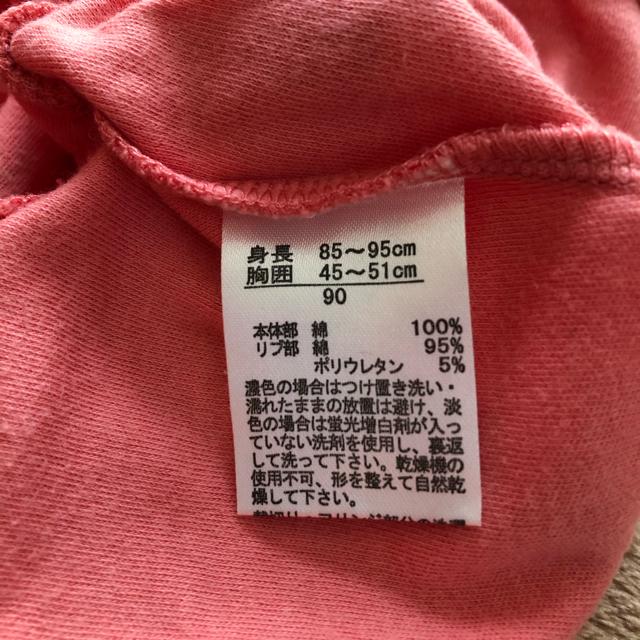 身長 85～95cm
胸囲 45～51cm
90
本体部 綿 100%
リブ部 綿 95%
ポリウレタン 5%
濃色の場合はつけ置き洗い・
濡れたままの放置は避け、淡
色の場合は蛍光増白剤が入っ
ていない洗剤を使用し、裏返
して洗って下さい。乾燥機の
使用不可、形を整えて自然乾
燥して下さい。